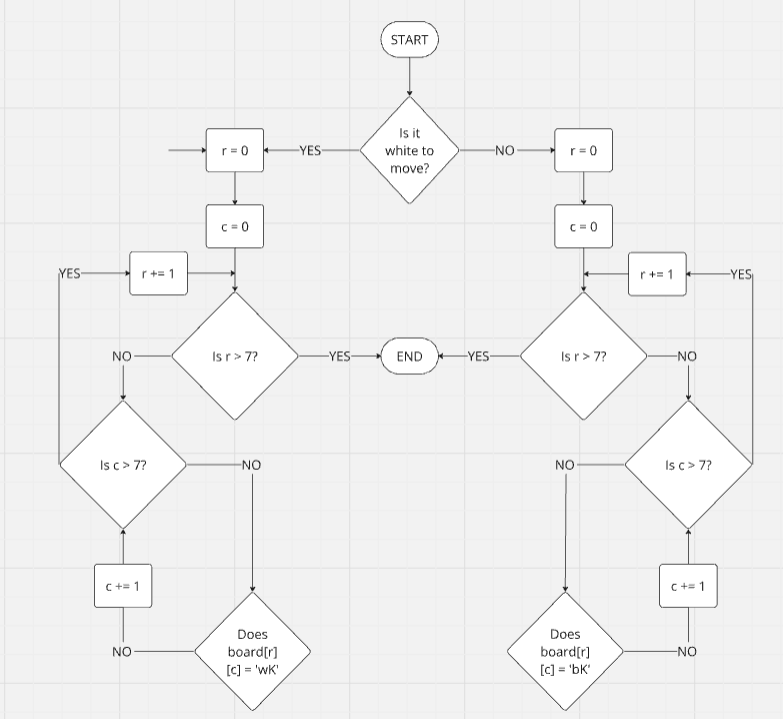 START
Is it
white to
move?
r = 0
YES
NO
r = 0
c = 0
c = 0
YES
r += 1
r += 1
YES
NO
Is r > 7?
YES
END
YES
Is r > 7?
NO
Is c > 7?
NO
NO
Is c > 7?
c += 1
c += 1
Does
board[r]
[c] = 'wK'
NO
Does
board[r]
[c] = 'bK'
NO